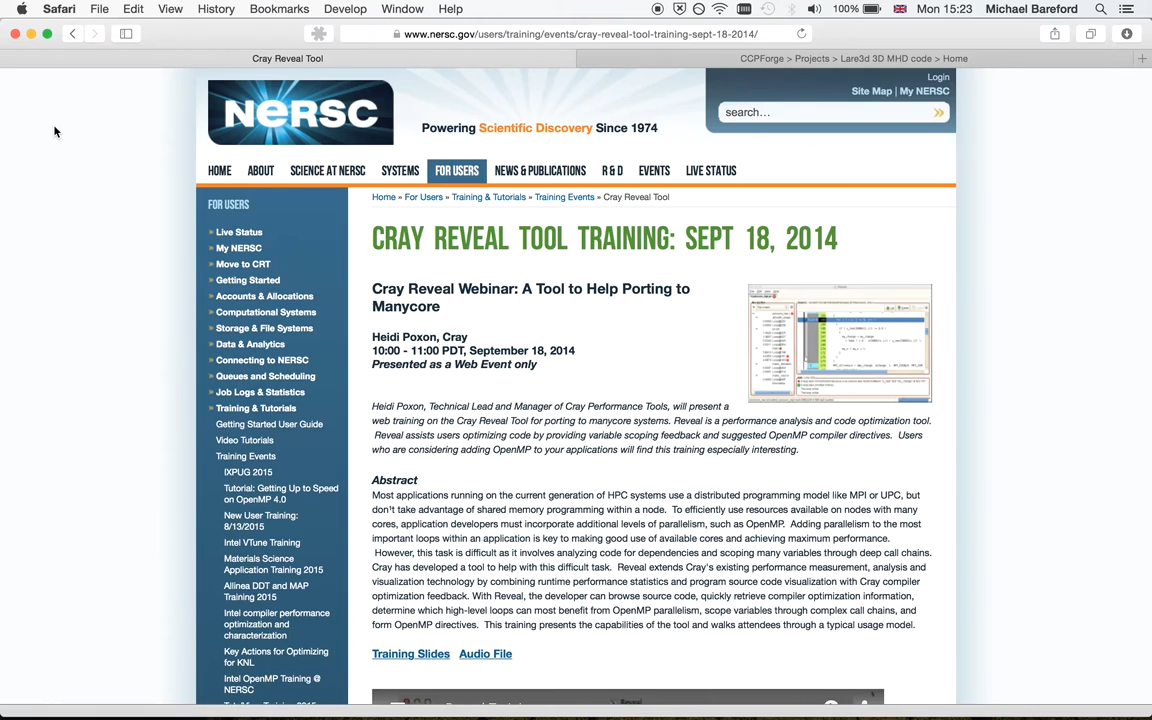 Safari File Edit View History Bookmarks Develop Window Help 100% Mon 15:23 Michael Bareford
www.nersc.gov/users/training/events/cray-reveal-tool-training-sept-18-2014/
Cray Reveal Tool
CCPForge > Projects > Lare3d 3D MHD code > Home
Login
Site Map | My NERSC
NERSC
search...
Powering Scientific Discovery Since 1974
HOME ABOUT SCIENCE AT NERSC SYSTEMS FOR USERS NEWS & PUBLICATIONS R & D EVENTS LIVE STATUS
FOR USERS
» Live Status
» My NERSC
» Move to CRT
» Getting Started
» Accounts & Allocations
» Computational Systems
» Storage & File Systems
» Data & Analytics
» Connecting to NERSC
» Queues and Scheduling
» Job Logs & Statistics
» Training & Tutorials
Getting Started User Guide
Video Tutorials
Training Events
IXPUG 2015
Tutorial: Getting Up to Speed
on OpenMP 4.0
New User Training:
8/13/2015
Intel VTune Training
Materials Science
Application Training 2015
Allinea DDT and MAP
Training 2015
Intel compiler performance
optimization and
characterization
Key Actions for Optimizing
for KNL
Intel OpenMP Training @
NERSC
Home » For Users » Training & Tutorials » Training Events » Cray Reveal Tool
CRAY REVEAL TOOL TRAINING: SEPT 18, 2014
Cray Reveal Webinar: A Tool to Help Porting to
Manycore
Heidi Poxon, Cray
10:00 - 11:00 PDT, September 18, 2014
Presented as a Web Event only
Heidi Poxon, Technical Lead and Manager of Cray Performance Tools, will present a
web training on the Cray Reveal Tool for porting to manycore systems. Reveal is a performance analysis and code optimization tool.
Reveal assists users optimizing code by providing variable scoping feedback and suggested OpenMP compiler directives. Users
who are considering adding OpenMP to your applications will find this training especially interesting.
Abstract
Most applications running on the current generation of HPC systems use a distributed programming model like MPI or UPC, but
don't take advantage of shared memory programming within a node. To efficiently use resources available on nodes with many
cores, application developers must incorporate additional levels of parallelism, such as OpenMP. Adding parallelism to the most
important loops within an application is key to making good use of available cores and achieving maximum performance.
However, this task is difficult as it involves analyzing code for dependencies and scoping many variables through deep call chains.
Cray has developed a tool to help with this difficult task. Reveal extends Cray's existing performance measurement, analysis and
visualization technology by combining runtime performance statistics and program source code visualization with Cray compiler
optimization feedback. With Reveal, the developer can browse source code, quickly retrieve compiler optimization information,
determine which high-level loops can most benefit from OpenMP parallelism, scope variables through complex call chains, and
form OpenMP directives. This training presents the capabilities of the tool and walks attendees through a typical usage model.
Training Slides Audio File